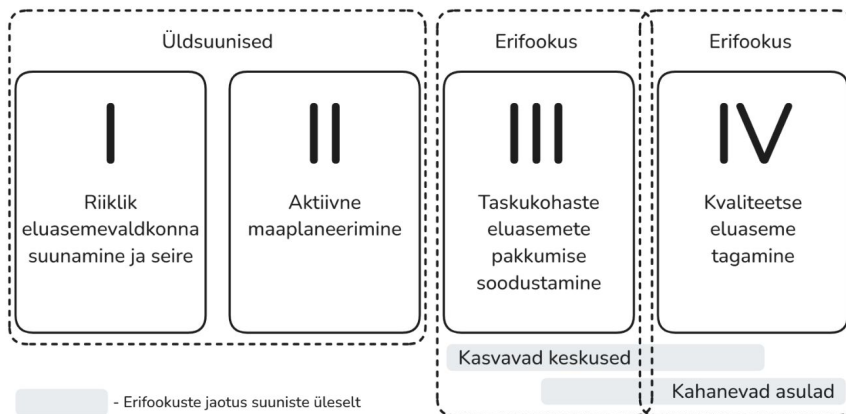 Üldsuunised
Erifookus
Erifookus
I
II
III
IV
Riiklik
eluasemevaldkonna
suunamine ja seire
Aktiivne
maaplaneerimine
Taskukohaste
eluasemete
pakkumise
soodustamine
Kvaliteetse
eluaseme
tagamine
Kasvavad keskused
Kahanevad asulad
- Erifookuste jaotus suuniste üleselt